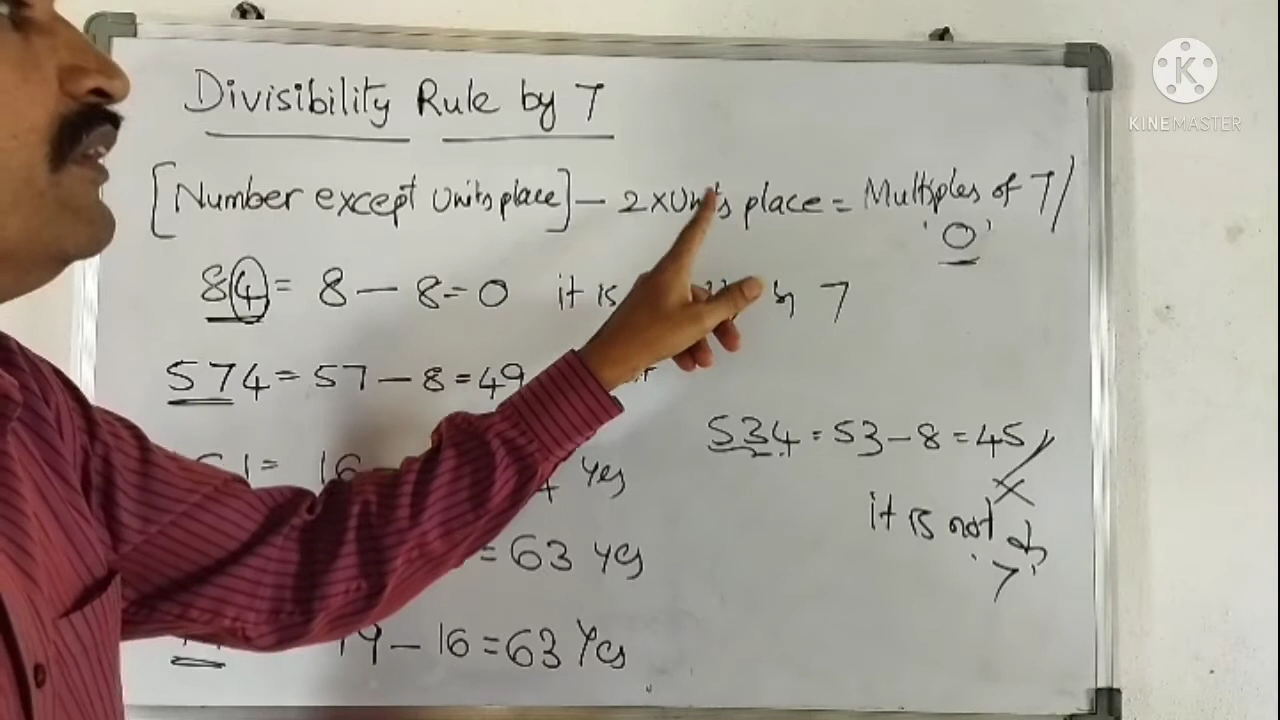 Divisibility Rule by 7
[Number except Units place] - 2 x Units place = Multiples of 7/
'0'
84 = 8 - 8 = 0 it is by 7
574 = 57 - 8 = 49
534 = 53 - 8 = 45
x
1 = 16 Yes
it is not of
'7'
= 63 Yes
- 16 = 63 Yes
K
KINEMASTER